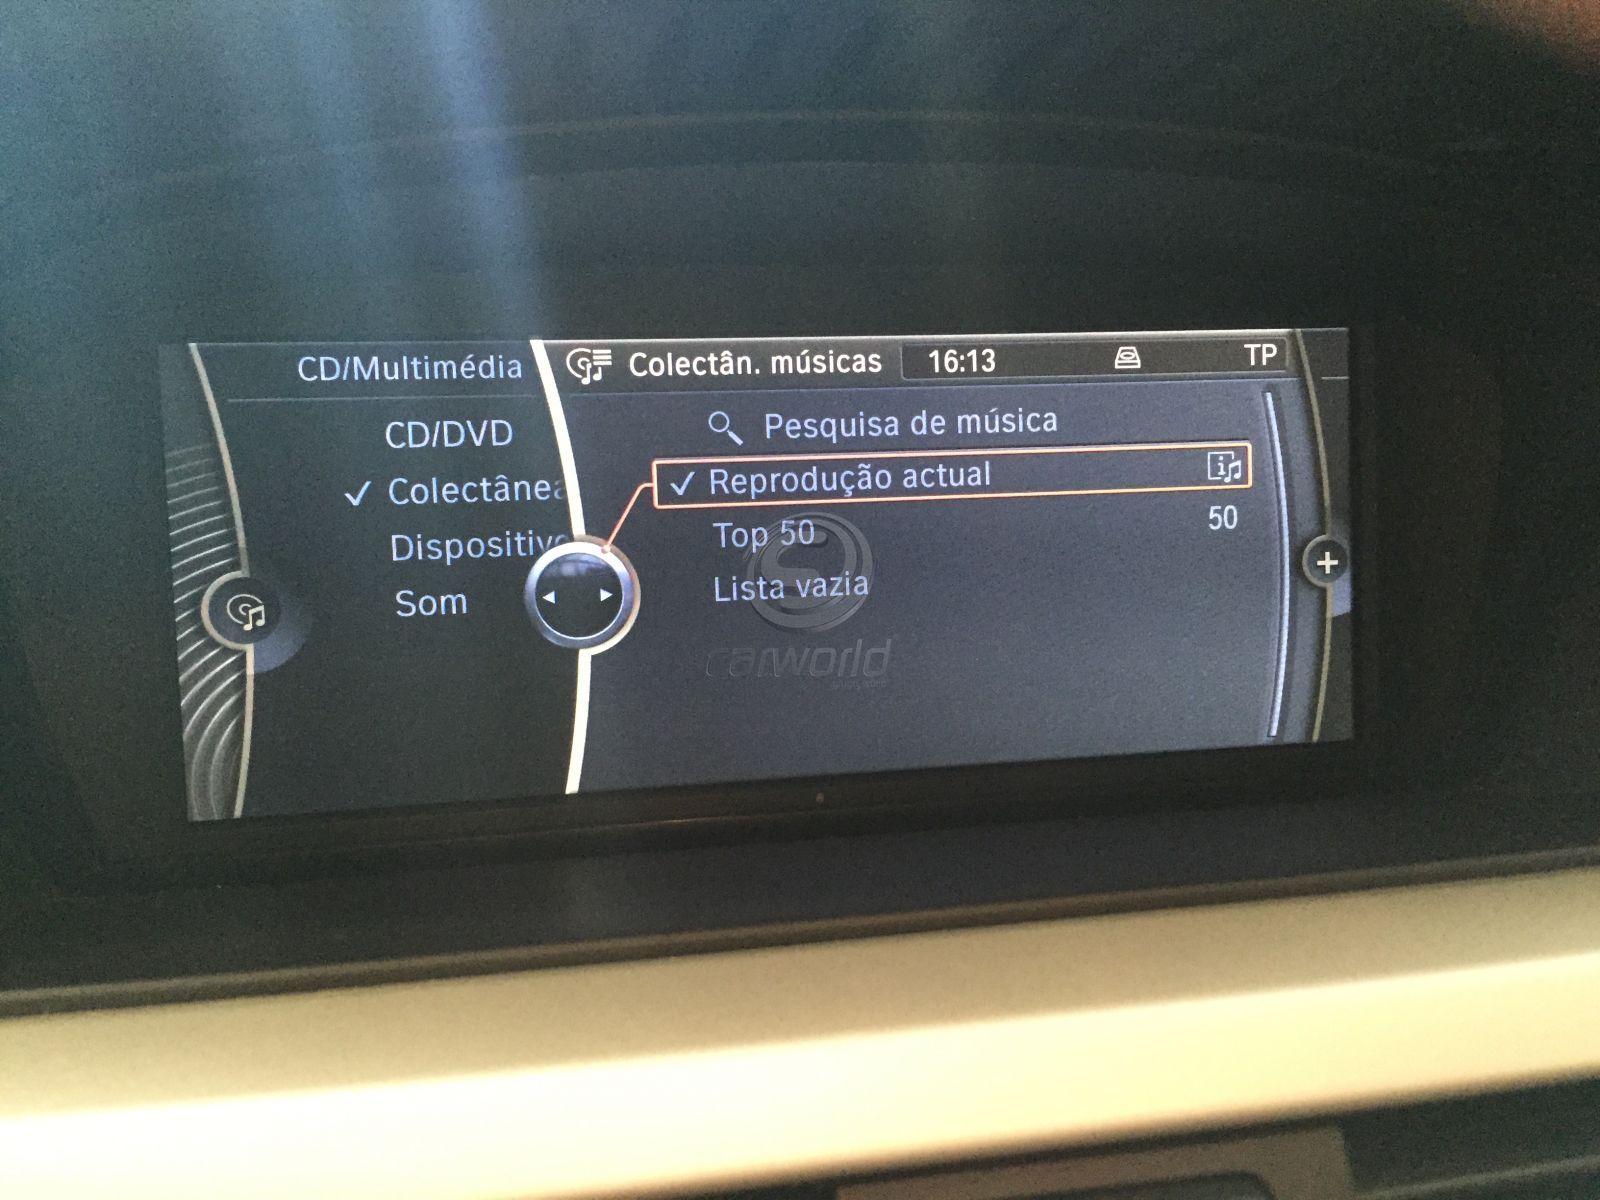 CD/Multimédia
CD/DVD
Colectânea
Dispositivo
Som
Colectân. músicas
16:13
TP
Pesquisa de música
Reprodução actual
Top 50
50
Lista vazia
carworld